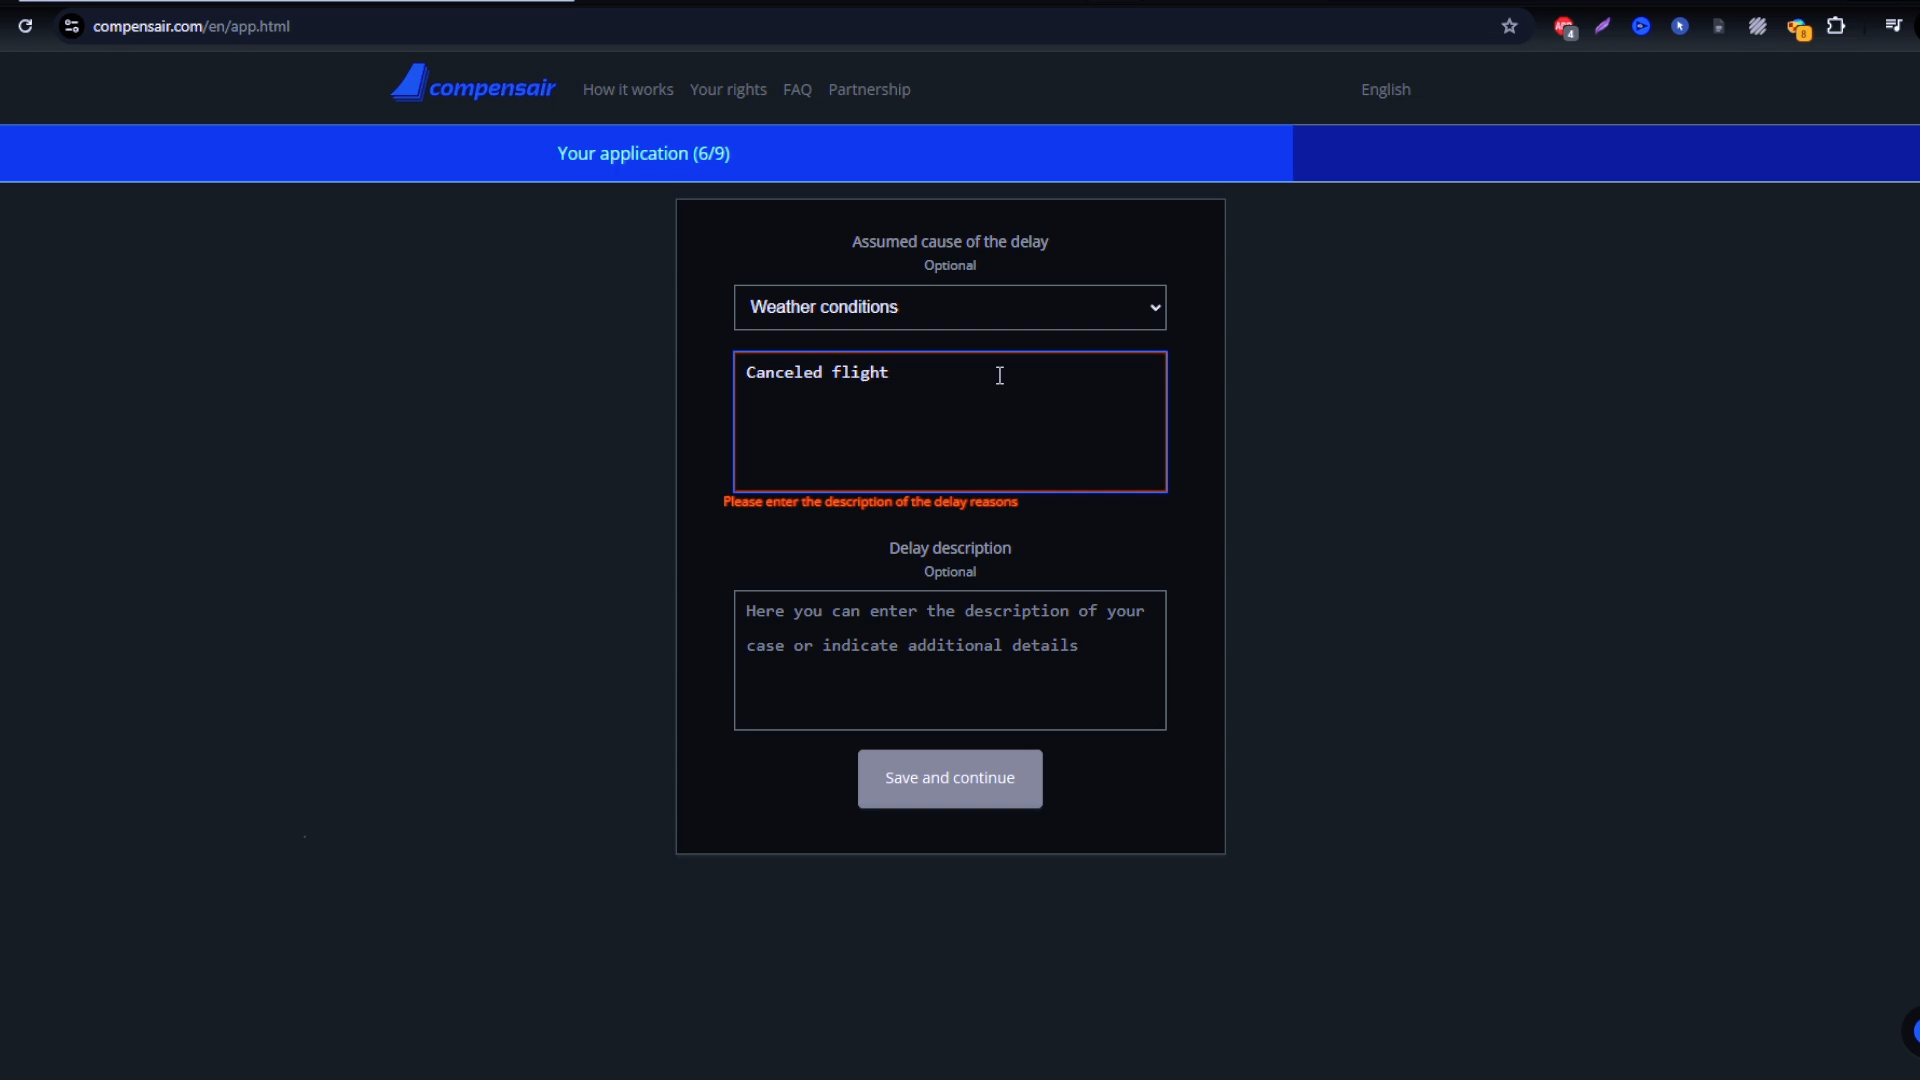 compensair.com/en/app.html
4
8
compensair
How it works
Your rights
FAQ
Partnership
English
Your application (6/9)
Assumed cause of the delay
Optional
Weather conditions
Canceled flight
Please enter the description of the delay reasons
Delay description
Optional
Here you can enter the description of your
case or indicate additional details
Save and continue